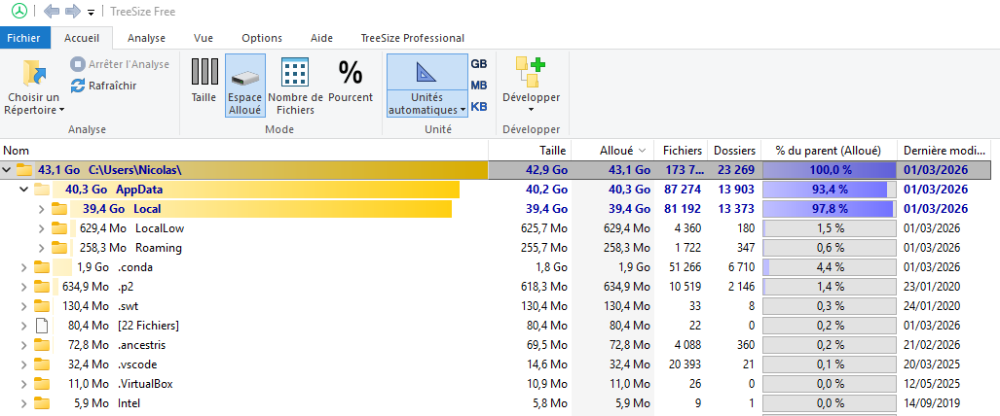 TreeSize Free
Fichier Accueil Analyse Vue Options Aide TreeSize Professional
Choisir un Répertoire
Arrêter l'Analyse
Rafraîchir
Analyse
Taille
Espace Alloué
Nombre de Fichiers
Pourcent
Mode
Unités automatiques
GB
MB
KB
Unité
Développer
Développer
Nom Taille Alloué Fichiers Dossiers % du parent (Alloué) Dernière modi...
43,1 Go C:\Users\Nicolas\ 42,9 Go 43,1 Go 173 7... 23 269 100,0 % 01/03/2026
40,3 Go AppData 40,2 Go 40,3 Go 87 274 13 903 93,4 % 01/03/2026
39,4 Go Local 39,4 Go 39,4 Go 81 192 13 373 97,8 % 01/03/2026
629,4 Mo LocalLow 625,7 Mo 629,4 Mo 4 360 180 1,5 % 01/03/2026
258,3 Mo Roaming 255,7 Mo 258,3 Mo 1 722 347 0,6 % 01/03/2026
1,9 Go .conda 1,8 Go 1,9 Go 51 266 6 710 4,4 % 01/03/2026
634,9 Mo .p2 618,3 Mo 634,9 Mo 10 519 2 146 1,4 % 23/01/2020
130,4 Mo .swt 130,4 Mo 130,4 Mo 33 8 0,3 % 24/01/2020
80,4 Mo [22 Fichiers] 80,4 Mo 80,4 Mo 22 0 0,2 % 01/03/2026
72,8 Mo .ancestris 69,5 Mo 72,8 Mo 4 088 360 0,2 % 21/02/2026
32,4 Mo .vscode 14,6 Mo 32,4 Mo 20 393 21 0,1 % 20/03/2025
11,0 Mo .VirtualBox 10,9 Mo 11,0 Mo 26 0 0,0 % 12/05/2025
5,9 Mo Intel 5,8 Mo 5,9 Mo 9 1 0,0 % 14/09/2019